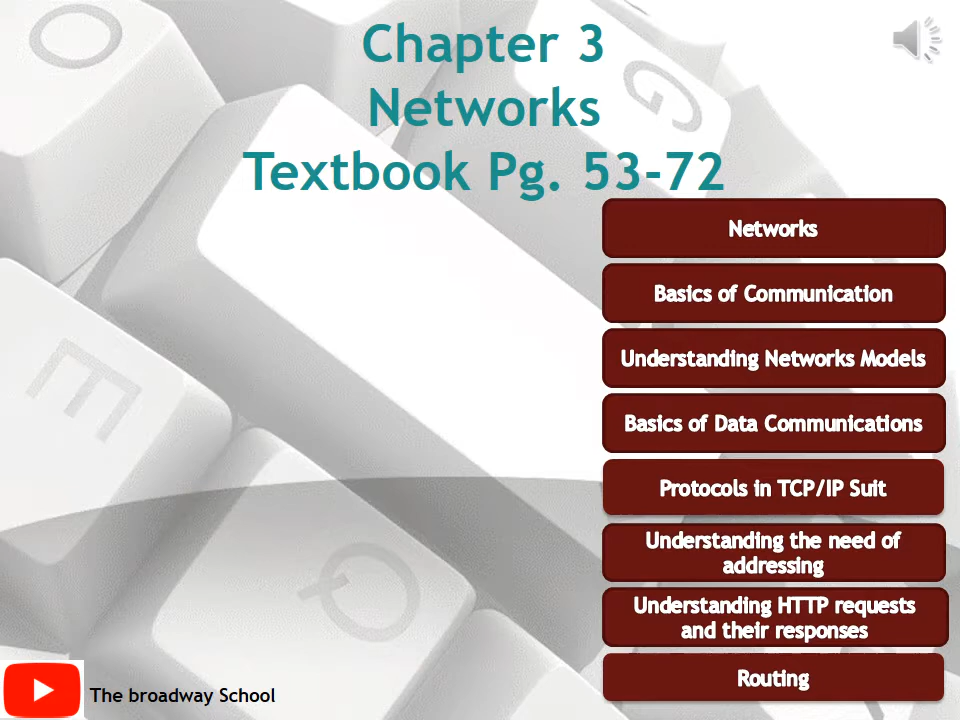 Chapter 3
Networks
Textbook Pg. 53-72
Networks
Basics of Communication
Understanding Networks Models
Basics of Data Communications
Protocols in TCP/IP Suit
Understanding the need of
addressing
Understanding HTTP requests
and their responses
Routing
The broadway School
O
G
E
Q